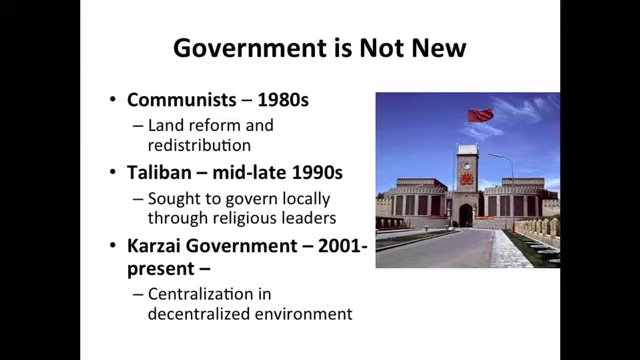 Government is Not New
• Communists – 1980s
– Land reform and
redistribution
• Taliban – mid-late 1990s
– Sought to govern locally
through religious leaders
• Karzai Government – 2001-
present –
– Centralization in
decentralized environment